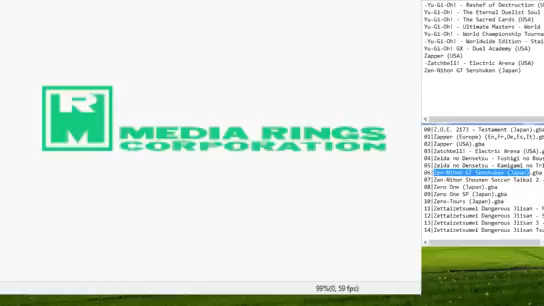 RM
MEDIA RINGS
CORPORATION
99%(0, 59 fps)
-Yu-Gi-Oh! - Reshef of Destruction (U
Yu-Gi-Oh! - The Eternal Duelist Soul
Yu-Gi-Oh! - The Sacred Cards (USA)
Yu-Gi-Oh! - Ultimate Masters - World
Yu-Gi-Oh! - World Championship Tourna
-Yu-Gi-Oh! - Worldwide Edition - Stai
Yu-Gi-Oh! GX - Duel Academy (USA)
Zapper (USA)
-Zatchbell! - Electric Arena (USA)
Zen-Nihon GT Senshuken (Japan)
00|Z.O.E. 2173 - Testament (Japan).gba
01|Zapper (Europe) (En,Fr,De,Es,It).gb
02|Zapper (USA).gba
03|Zatchbell! - Electric Arena (USA).g
04|Zelda no Densetsu - Fushigi no Bous
05|Zelda no Densetsu - Kamigami no Tri
06|Zen-Nihon GT Senshuken (Japan).gba
07|Zen-Nihon Shounen Soccer Taikai 2 -
08|Zero One (Japan).gba
09|Zero One SP (Japan).gba
10|Zero-Tours (Japan).gba
11|Zettaizetsumei Dangerous Jiisan -
12|Zettaizetsumei Dangerous Jiisan -
13|Zettaizetsumei Dangerous Jiisan 3 -
14|Zettaizetsumei Dangerous Jiisan Tsu